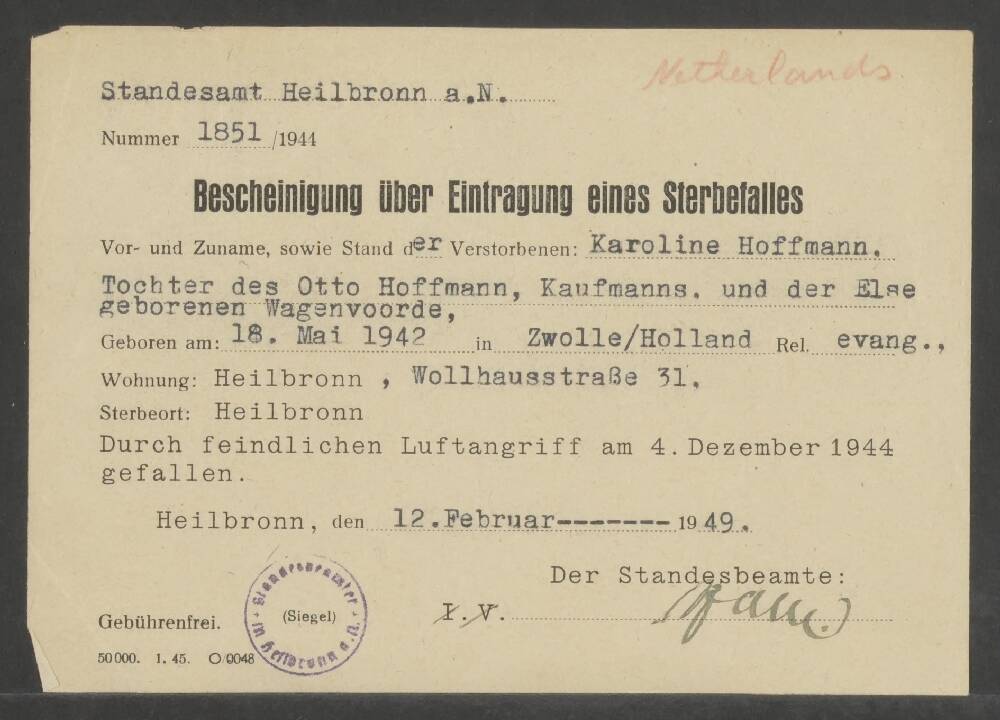 Netherlands
Standesamt Heilbronn a.N.
Nummer 1851 /1944
Bescheinigung über Eintragung eines Sterbefalles
Vor- und Zuname, sowie Stand der Verstorbenen: Karoline Hoffmann,
Tochter des Otto Hoffmann, Kaufmanns, und der Else
geborenen Wagenvoorde,
Geboren am: 18. Mai 1942 in Zwolle/Holland Rel. evang.,
Wohnung: Heilbronn , Wollhausstraße 31,
Sterbeort: Heilbronn
Durch feindlichen Luftangriff am 4. Dezember 1944
gefallen.
Heilbronn, den 12.Februar------- 1949.
Der Standesbeamte:
I.V.
Gebührenfrei.
(Siegel)
Standesbeamter
in Heilbronn a.N.
50000. 1. 45. O/0048